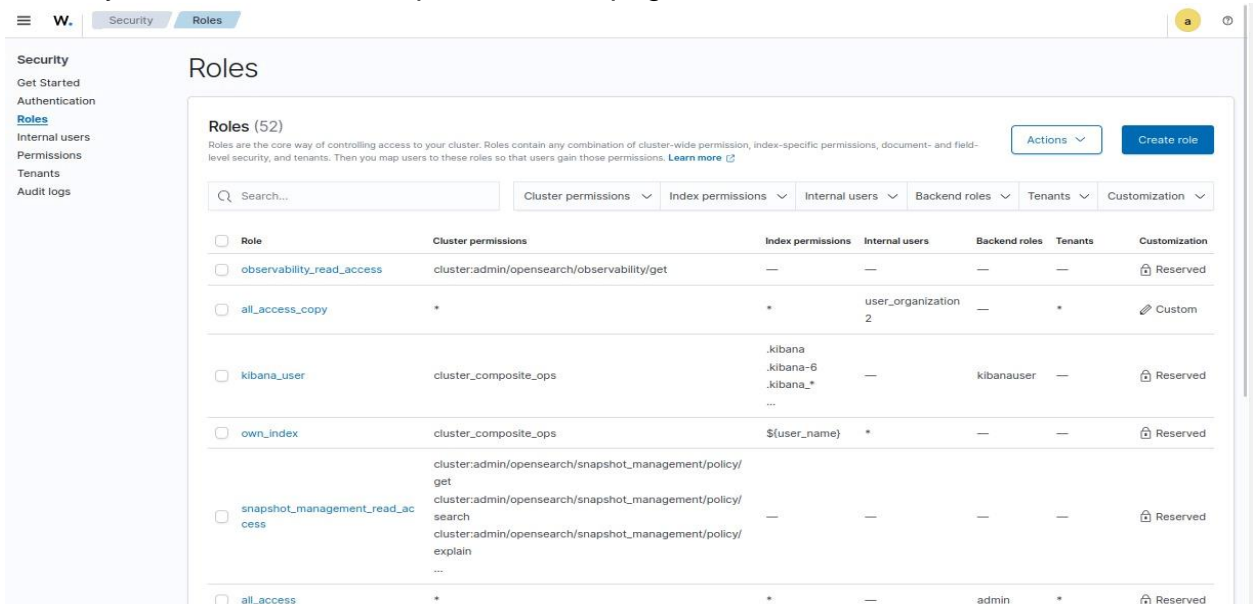 W. Security Roles a
Security
Get Started
Authentication
Roles
Internal users
Permissions
Tenants
Audit logs
Roles
Roles (52)
Roles are the core way of controlling access to your cluster. Roles contain any combination of cluster-wide permission, index-specific permissions, document- and field-
level security, and tenants. Then you map users to these roles so that users gain those permissions. Learn more
Actions
Create role
Search...
Cluster permissions Index permissions Internal users Backend roles Tenants Customization
Role Cluster permissions Index permissions Internal users Backend roles Tenants Customization
observability_read_access cluster:admin/opensearch/observability/get — — — — Reserved
all_access_copy * * user_organization
2 — * Custom
kibana_user cluster_composite_ops .kibana
.kibana-6
.kibana_*
...
— kibanauser — Reserved
own_index cluster_composite_ops ${user_name} * — — Reserved
snapshot_management_read_ac
cess
cluster:admin/opensearch/snapshot_management/policy/
get
cluster:admin/opensearch/snapshot_management/policy/
search
cluster:admin/opensearch/snapshot_management/policy/
explain
...
— — — — Reserved
all_access * * — admin * Reserved